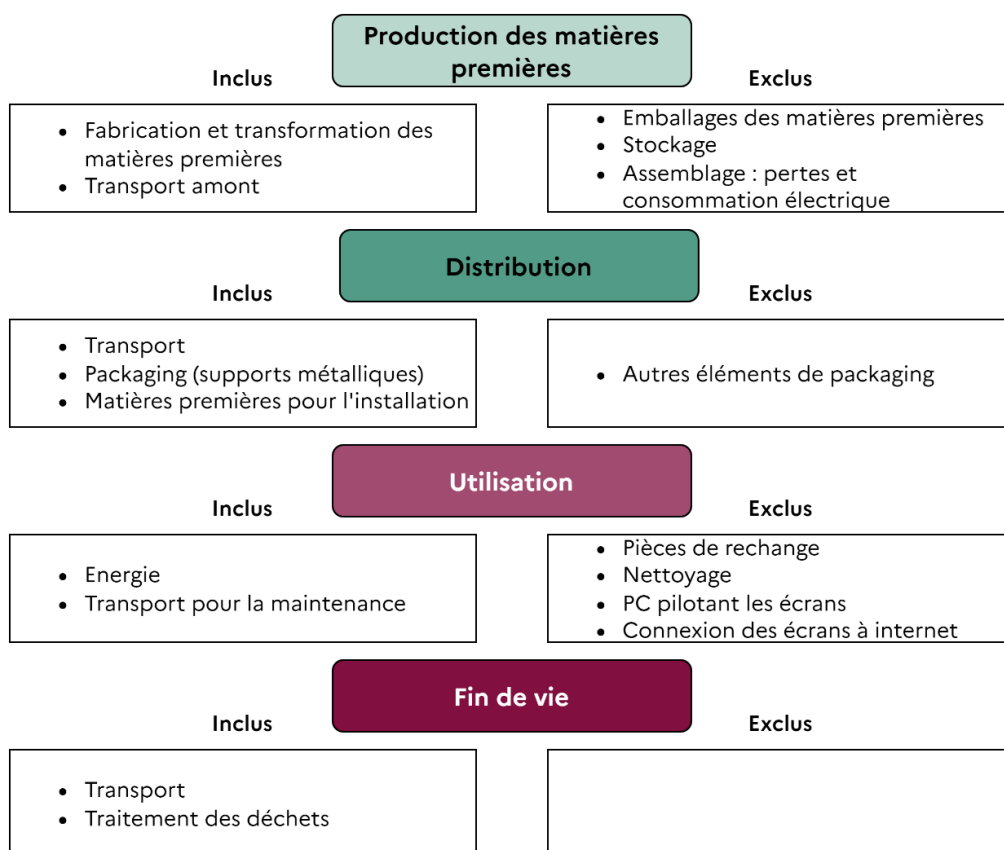 Production des matières
premières
Inclus
Exclus
• Fabrication et transformation des
matières premières
• Transport amont
• Emballages des matières premières
• Stockage
• Assemblage : pertes et
consommation électrique
Distribution
Inclus
Exclus
• Transport
• Packaging (supports métalliques)
• Matières premières pour l'installation
• Autres éléments de packaging
Utilisation
Inclus
Exclus
• Energie
• Transport pour la maintenance
• Pièces de rechange
• Nettoyage
• PC pilotant les écrans
• Connexion des écrans à internet
Fin de vie
Inclus
Exclus
• Transport
• Traitement des déchets